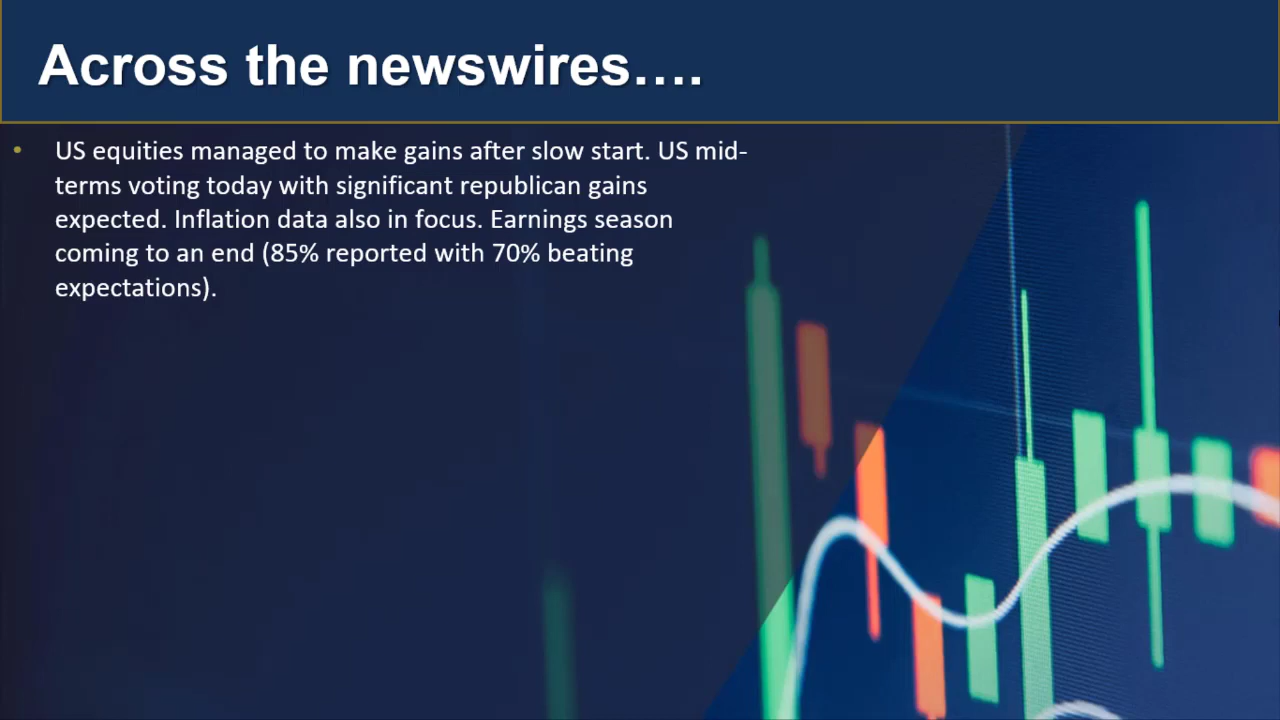 Across the newswires….
• US equities managed to make gains after slow start. US mid-
terms voting today with significant republican gains
expected. Inflation data also in focus. Earnings season
coming to an end (85% reported with 70% beating
expectations).